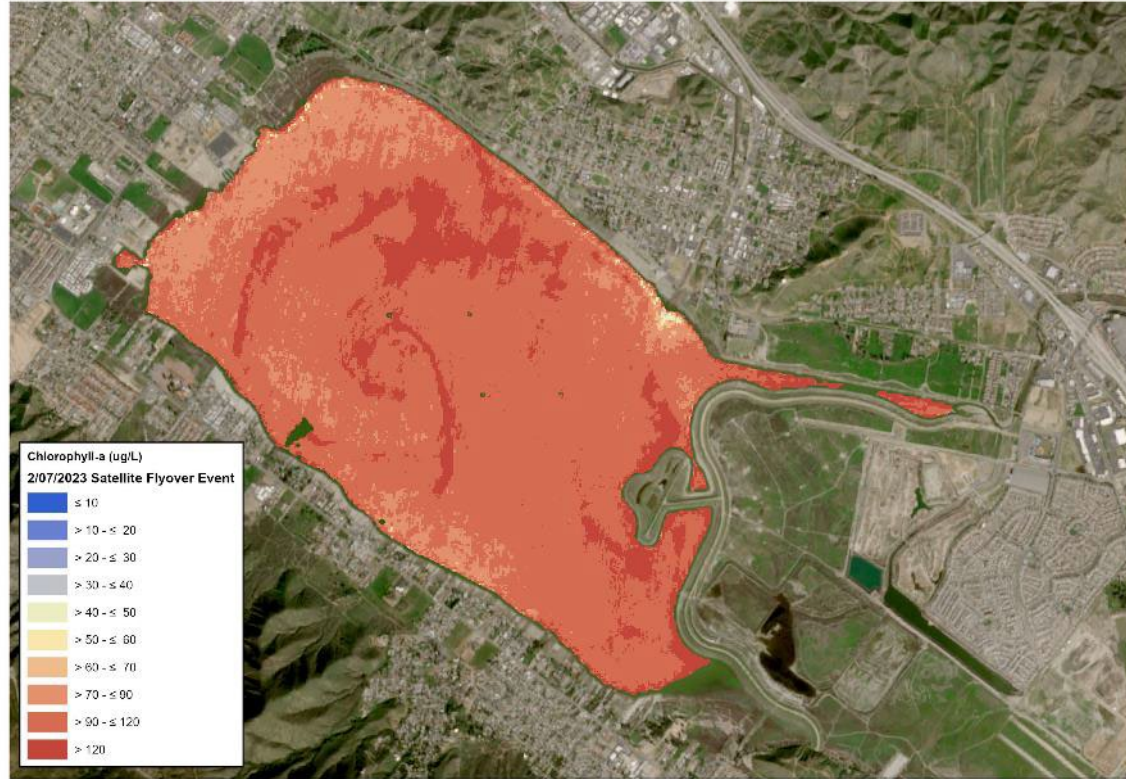 Chlorophyll-a (ug/L)
2/07/2023 Satellite Flyover Event
≤ 10
> 10 - ≤ 20
> 20 - ≤ 30
> 30 - ≤ 40
> 40 - ≤ 50
> 50 - ≤ 60
> 60 - ≤ 70
> 70 - ≤ 90
> 90 - ≤ 120
> 120